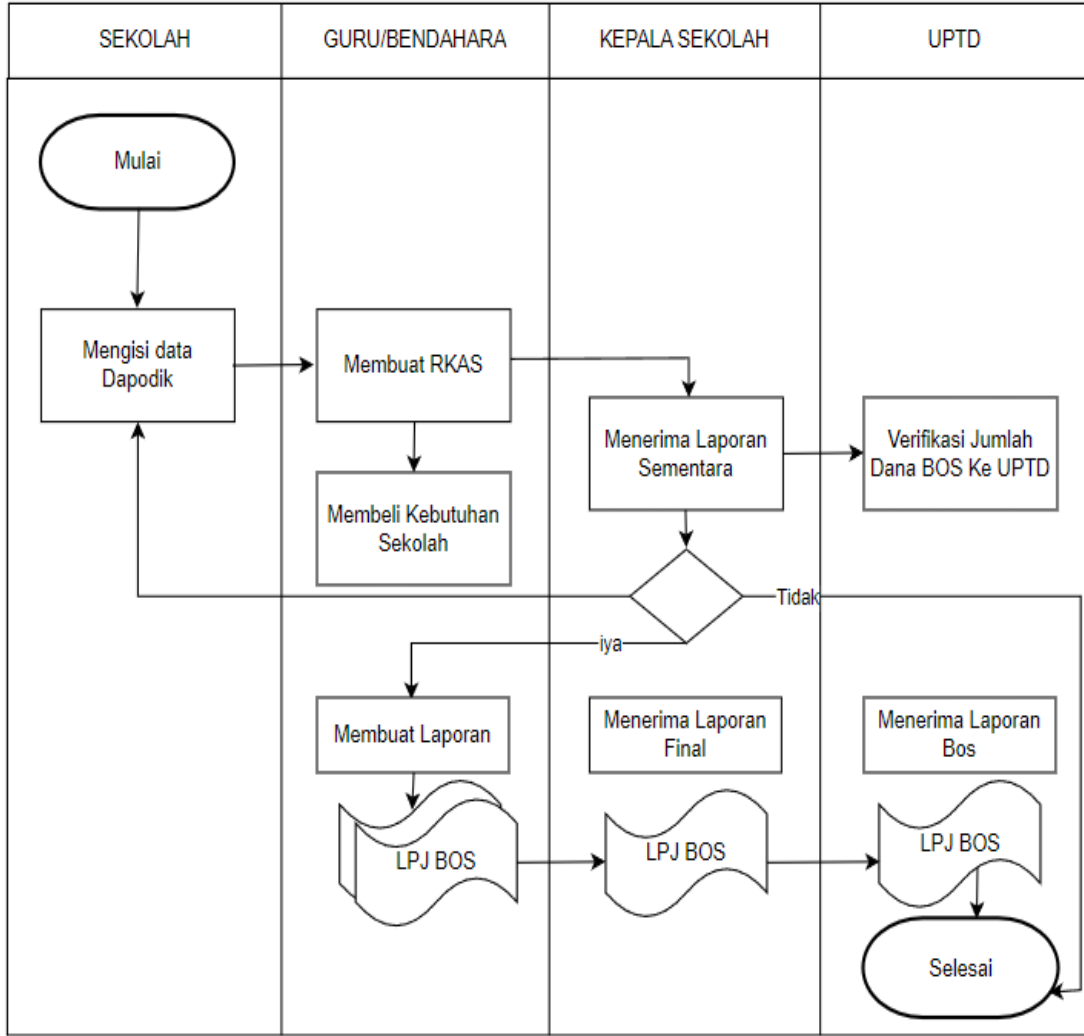 SEKOLAH
GURU/BENDAHARA
KEPALA SEKOLAH
UPTD
Mulai
Mengisi data
Dapodik
Membuat RKAS
Menerima Laporan
Sementara
Verifikasi Jumlah
Dana BOS Ke UPTD
Membeli Kebutuhan
Sekolah
Tidak
iya
Membuat Laporan
Menerima Laporan
Final
Menerima Laporan
Bos
LPJ BOS
LPJ BOS
LPJ BOS
Selesai